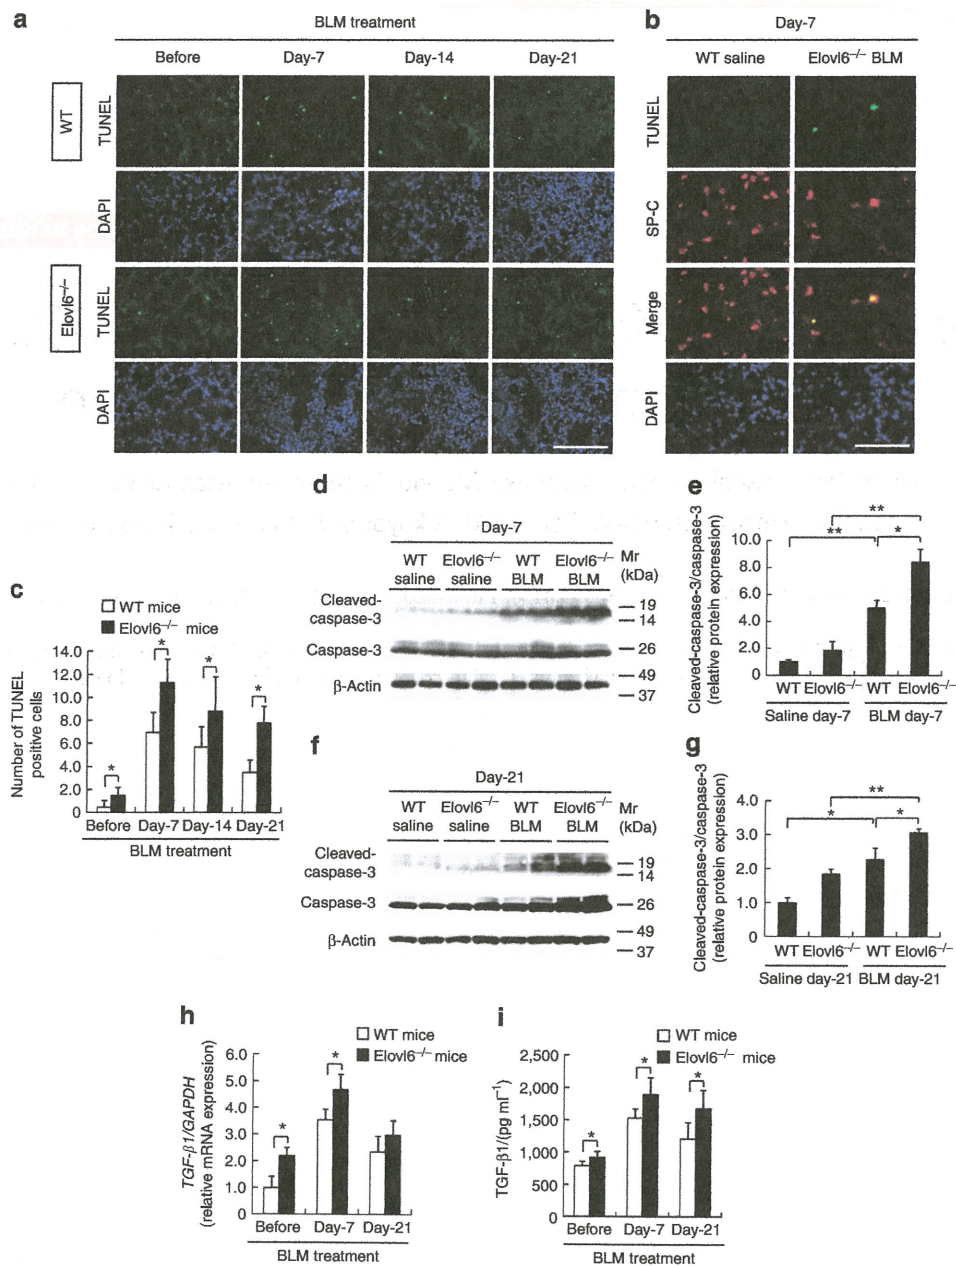 a
BLM treatment
Before Day-7 Day-14 Day-21
WT
TUNEL
DAPI
Elovl6−/−
TUNEL
DAPI
b
Day-7
WT saline Elovl6−/− BLM
TUNEL
SP-C
Merge
DAPI
c
WT mice
Elovl6−/− mice
Number of TUNEL
positive cells
14.0
12.0
10.0
8.0
6.0
4.0
2.0
0
* * * *
Before Day-7 Day-14 Day-21
BLM treatment
d
Day-7
WT Elovl6−/− WT Elovl6−/− Mr
saline saline BLM BLM (kDa)
Cleaved-
caspase-3
19
14
Caspase-3
26
β-Actin
49
37
e
Cleaved-caspase-3/caspase-3
(relative protein expression)
10.0
8.0
6.0
4.0
2.0
0
**
** *
WT Elovl6−/− WT Elovl6−/−
Saline day-7 BLM day-7
f
Day-21
WT Elovl6−/− WT Elovl6−/− Mr
saline saline BLM BLM (kDa)
Cleaved-
caspase-3
19
14
Caspase-3
26
β-Actin
49
37
g
Cleaved-caspase-3/caspase-3
(relative protein expression)
4.0
3.0
2.0
1.0
0
**
* *
WT Elovl6−/− WT Elovl6−/−
Saline day-21 BLM day-21
h
WT mice
Elovl6−/− mice
TGF-β1/GAPDH
(relative mRNA expression)
6.0
5.0
4.0
3.0
2.0
1.0
0
* *
Before Day-7 Day-21
BLM treatment
i
WT mice
Elovl6−/− mice
TGF-β1/(pg ml−1)
2,500
2,000
1,500
1,000
500
0
* * *
Before Day-7 Day-21
BLM treatment